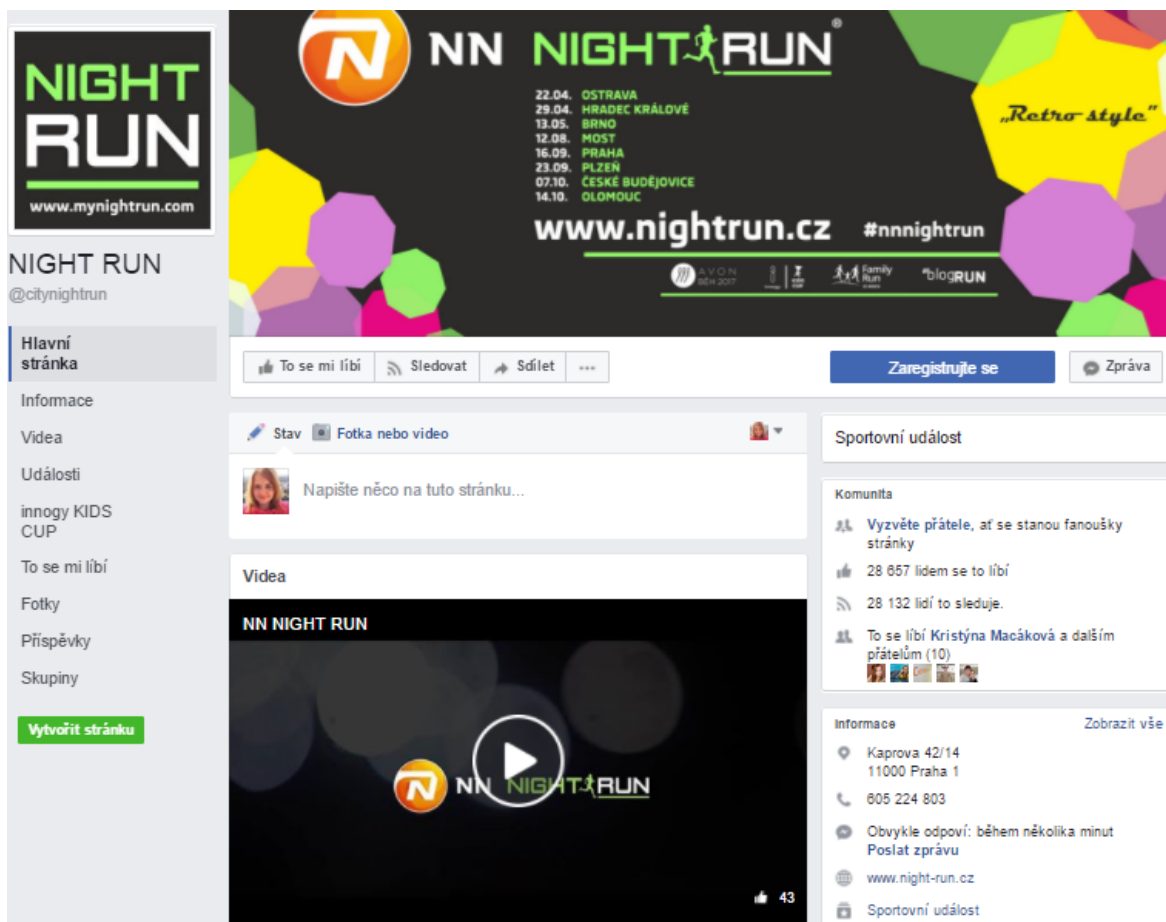 NIGHT
RUN
www.mynightrun.com
NIGHT RUN
@citynightrun
Hlavní
stránka
Informace
Videa
Události
innogy KIDS
CUP
To se mi líbí
Fotky
Příspěvky
Skupiny
Vytvořit stránku
NN NIGHT RUN®
22.04. OSTRAVA
29.04. HRADEC KRÁLOVÉ
13.05. BRNO
12.08. MOST
16.09. PRAHA
23.09. PLZEŇ
07.10. ČESKÉ BUDĚJOVICE
14.10. OLOMOUC
„Retro style"
www.nightrun.cz #nnnightrun
AVON
BĚH 2017
Family
Run
"blogRUN
To se mi líbí Sledovat Sdílet ...
Zaregistrujte se Zpráva
Stav Fotka nebo video
Napište něco na tuto stránku...
Videa
NN NIGHT RUN
NN NIGHT RUN
43
Sportovní událost
Komunita
Vyzvěte přátele, ať se stanou fanoušky
stránky
28 657 lidem se to líbí
28 132 lidí to sleduje.
To se líbí Kristýna Macáková a dalším
přátelům (10)
Informace Zobrazit vše
Kaprova 42/14
11000 Praha 1
605 224 803
Obvykle odpoví: během několika minut
Poslat zprávu
www.night-run.cz
Sportovní událost